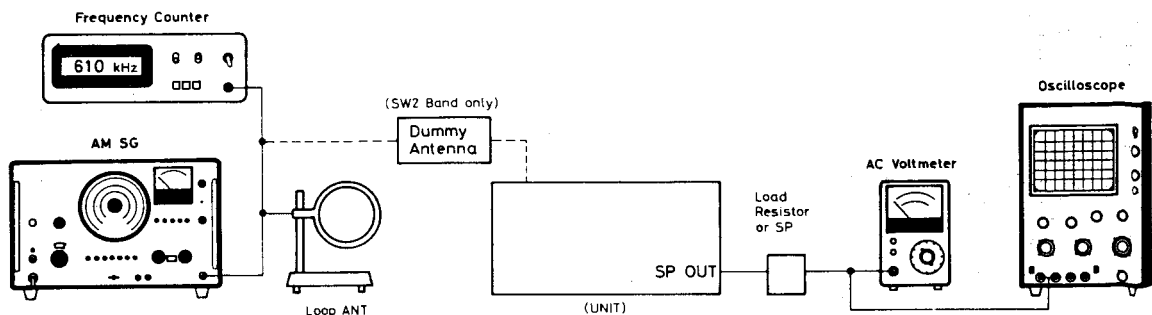 Frequency Counter
610 kHz
AM SG
(SW2 Band only)
Dummy
Antenna
Loop ANT
SP OUT
(UNIT)
Load
Resistor
or SP
AC Voltmeter
Oscilloscope